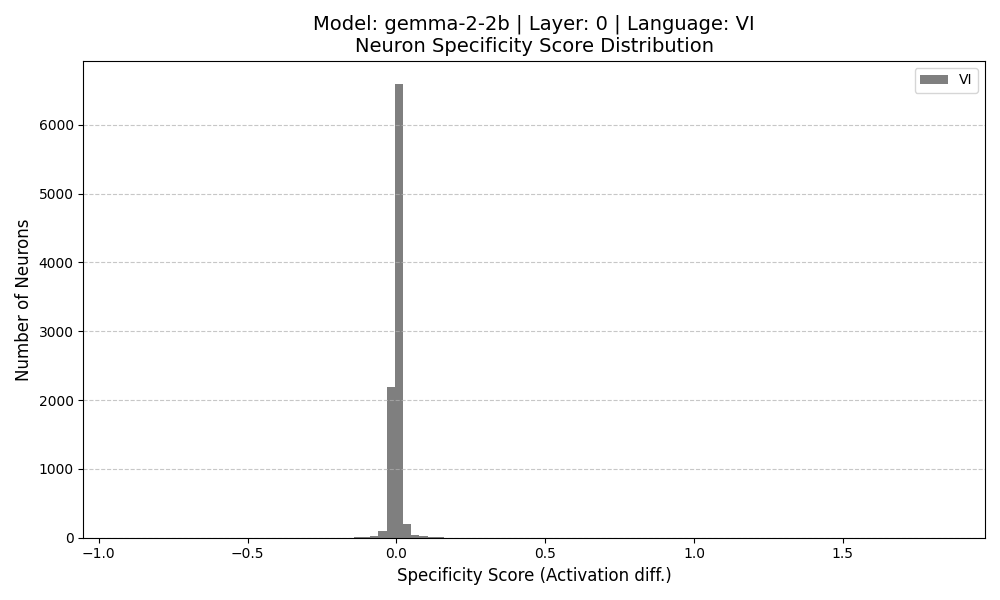 Model: gemma-2-2b | Layer: 0 | Language: VI
Neuron Specificity Score Distribution
VI
Number of Neurons
6000
5000
4000
3000
2000
1000
0
−1.0 −0.5 0.0 0.5 1.0 1.5
Specificity Score (Activation diff.)